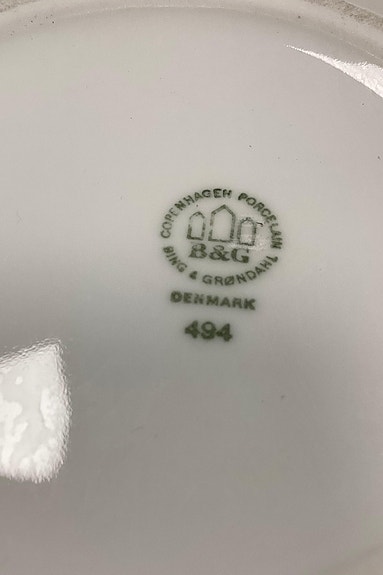 COPENHAGEN PORCELAIN
B&G
BING & GRØNDAHL
DENMARK
494